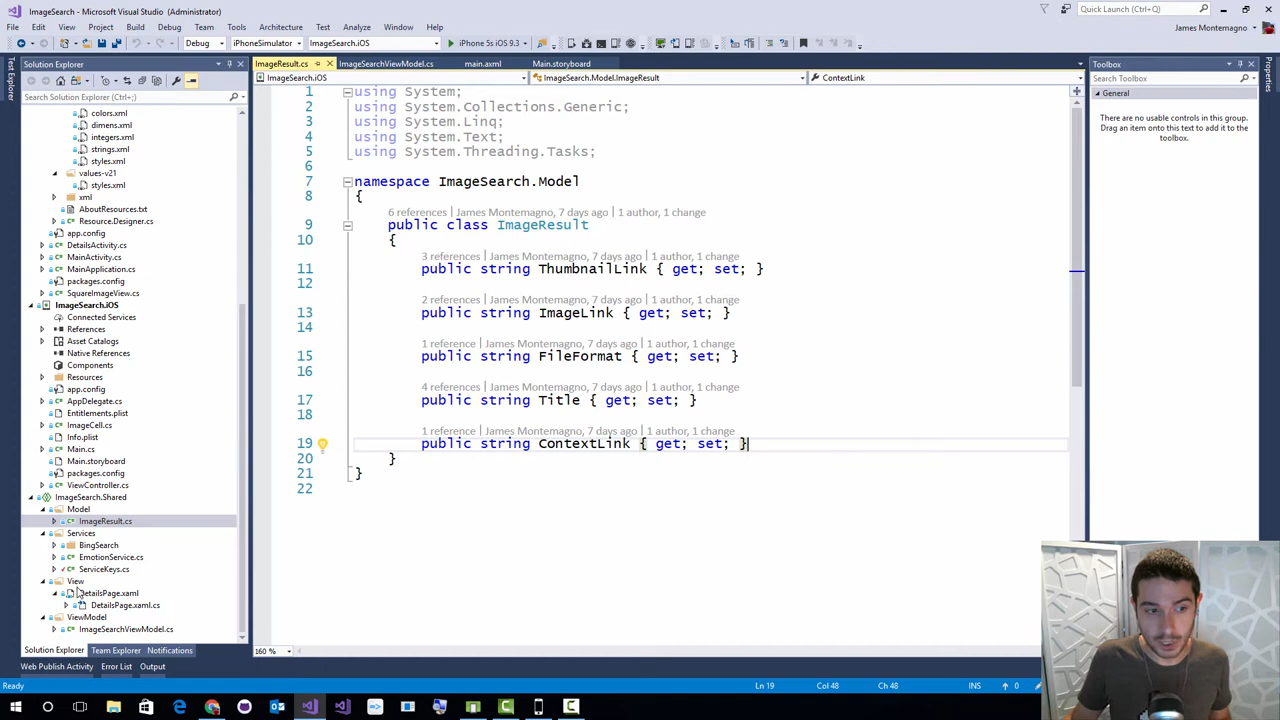 ImageSearch - Microsoft Visual Studio (Administrator)
Quick Launch (Ctrl+Q)
File Edit View Project Build Debug Team Tools Test Analyze Window Help
James Montemagno
Debug iPhoneSimulator ImageSearch.iOS iPhone 5s iOS 9.3
Test Explorer
Solution Explorer
Search Solution Explorer (Ctrl+;)
colors.xml
dimens.xml
integers.xml
strings.xml
styles.xml
values-v21
styles.xml
xml
AboutResources.txt
Resource.Designer.cs
app.config
DetailsActivity.cs
MainActivity.cs
MainApplication.cs
packages.config
SquareImageView.cs
ImageSearch.iOS
Connected Services
References
Asset Catalogs
Native References
Components
Resources
app.config
AppDelegate.cs
Entitlements.plist
ImageCell.cs
Info.plist
Main.cs
Main.storyboard
packages.config
ViewController.cs
ImageSearch.Shared
Model
ImageResult.cs
Services
BingSearch
EmotionService.cs
ServiceKeys.cs
View
DetailsPage.xaml
DetailsPage.xaml.cs
ViewModel
ImageSearchViewModel.cs
Solution Explorer Team Explorer Notifications
ImageResult.cs ImageSearchViewModel.cs main.axml Main.storyboard
ImageSearch.iOS ImageSearch.Model.ImageResult ContextLink
1 using System;
2 using System.Collections.Generic;
3 using System.Linq;
4 using System.Text;
5 using System.Threading.Tasks;
6
7 namespace ImageSearch.Model
8 {
6 references | James Montemagno, 7 days ago | 1 author, 1 change
9 public class ImageResult
10 {
3 references | James Montemagno, 7 days ago | 1 author, 1 change
11 public string ThumbnailLink { get; set; }
12
2 references | James Montemagno, 7 days ago | 1 author, 1 change
13 public string ImageLink { get; set; }
14
1 reference | James Montemagno, 7 days ago | 1 author, 1 change
15 public string FileFormat { get; set; }
16
4 references | James Montemagno, 7 days ago | 1 author, 1 change
17 public string Title { get; set; }
18
1 reference | James Montemagno, 7 days ago | 1 author, 1 change
19 public string ContextLink { get; set; }
20 }
21 }
22
160 %
Toolbox
Search Toolbox
General
There are no usable controls in this group.
Drag an item onto this text to add it to the
toolbox.
Properties
Web Publish Activity Error List Output
Ready Ln 19 Col 48 Ch 48 INS 0